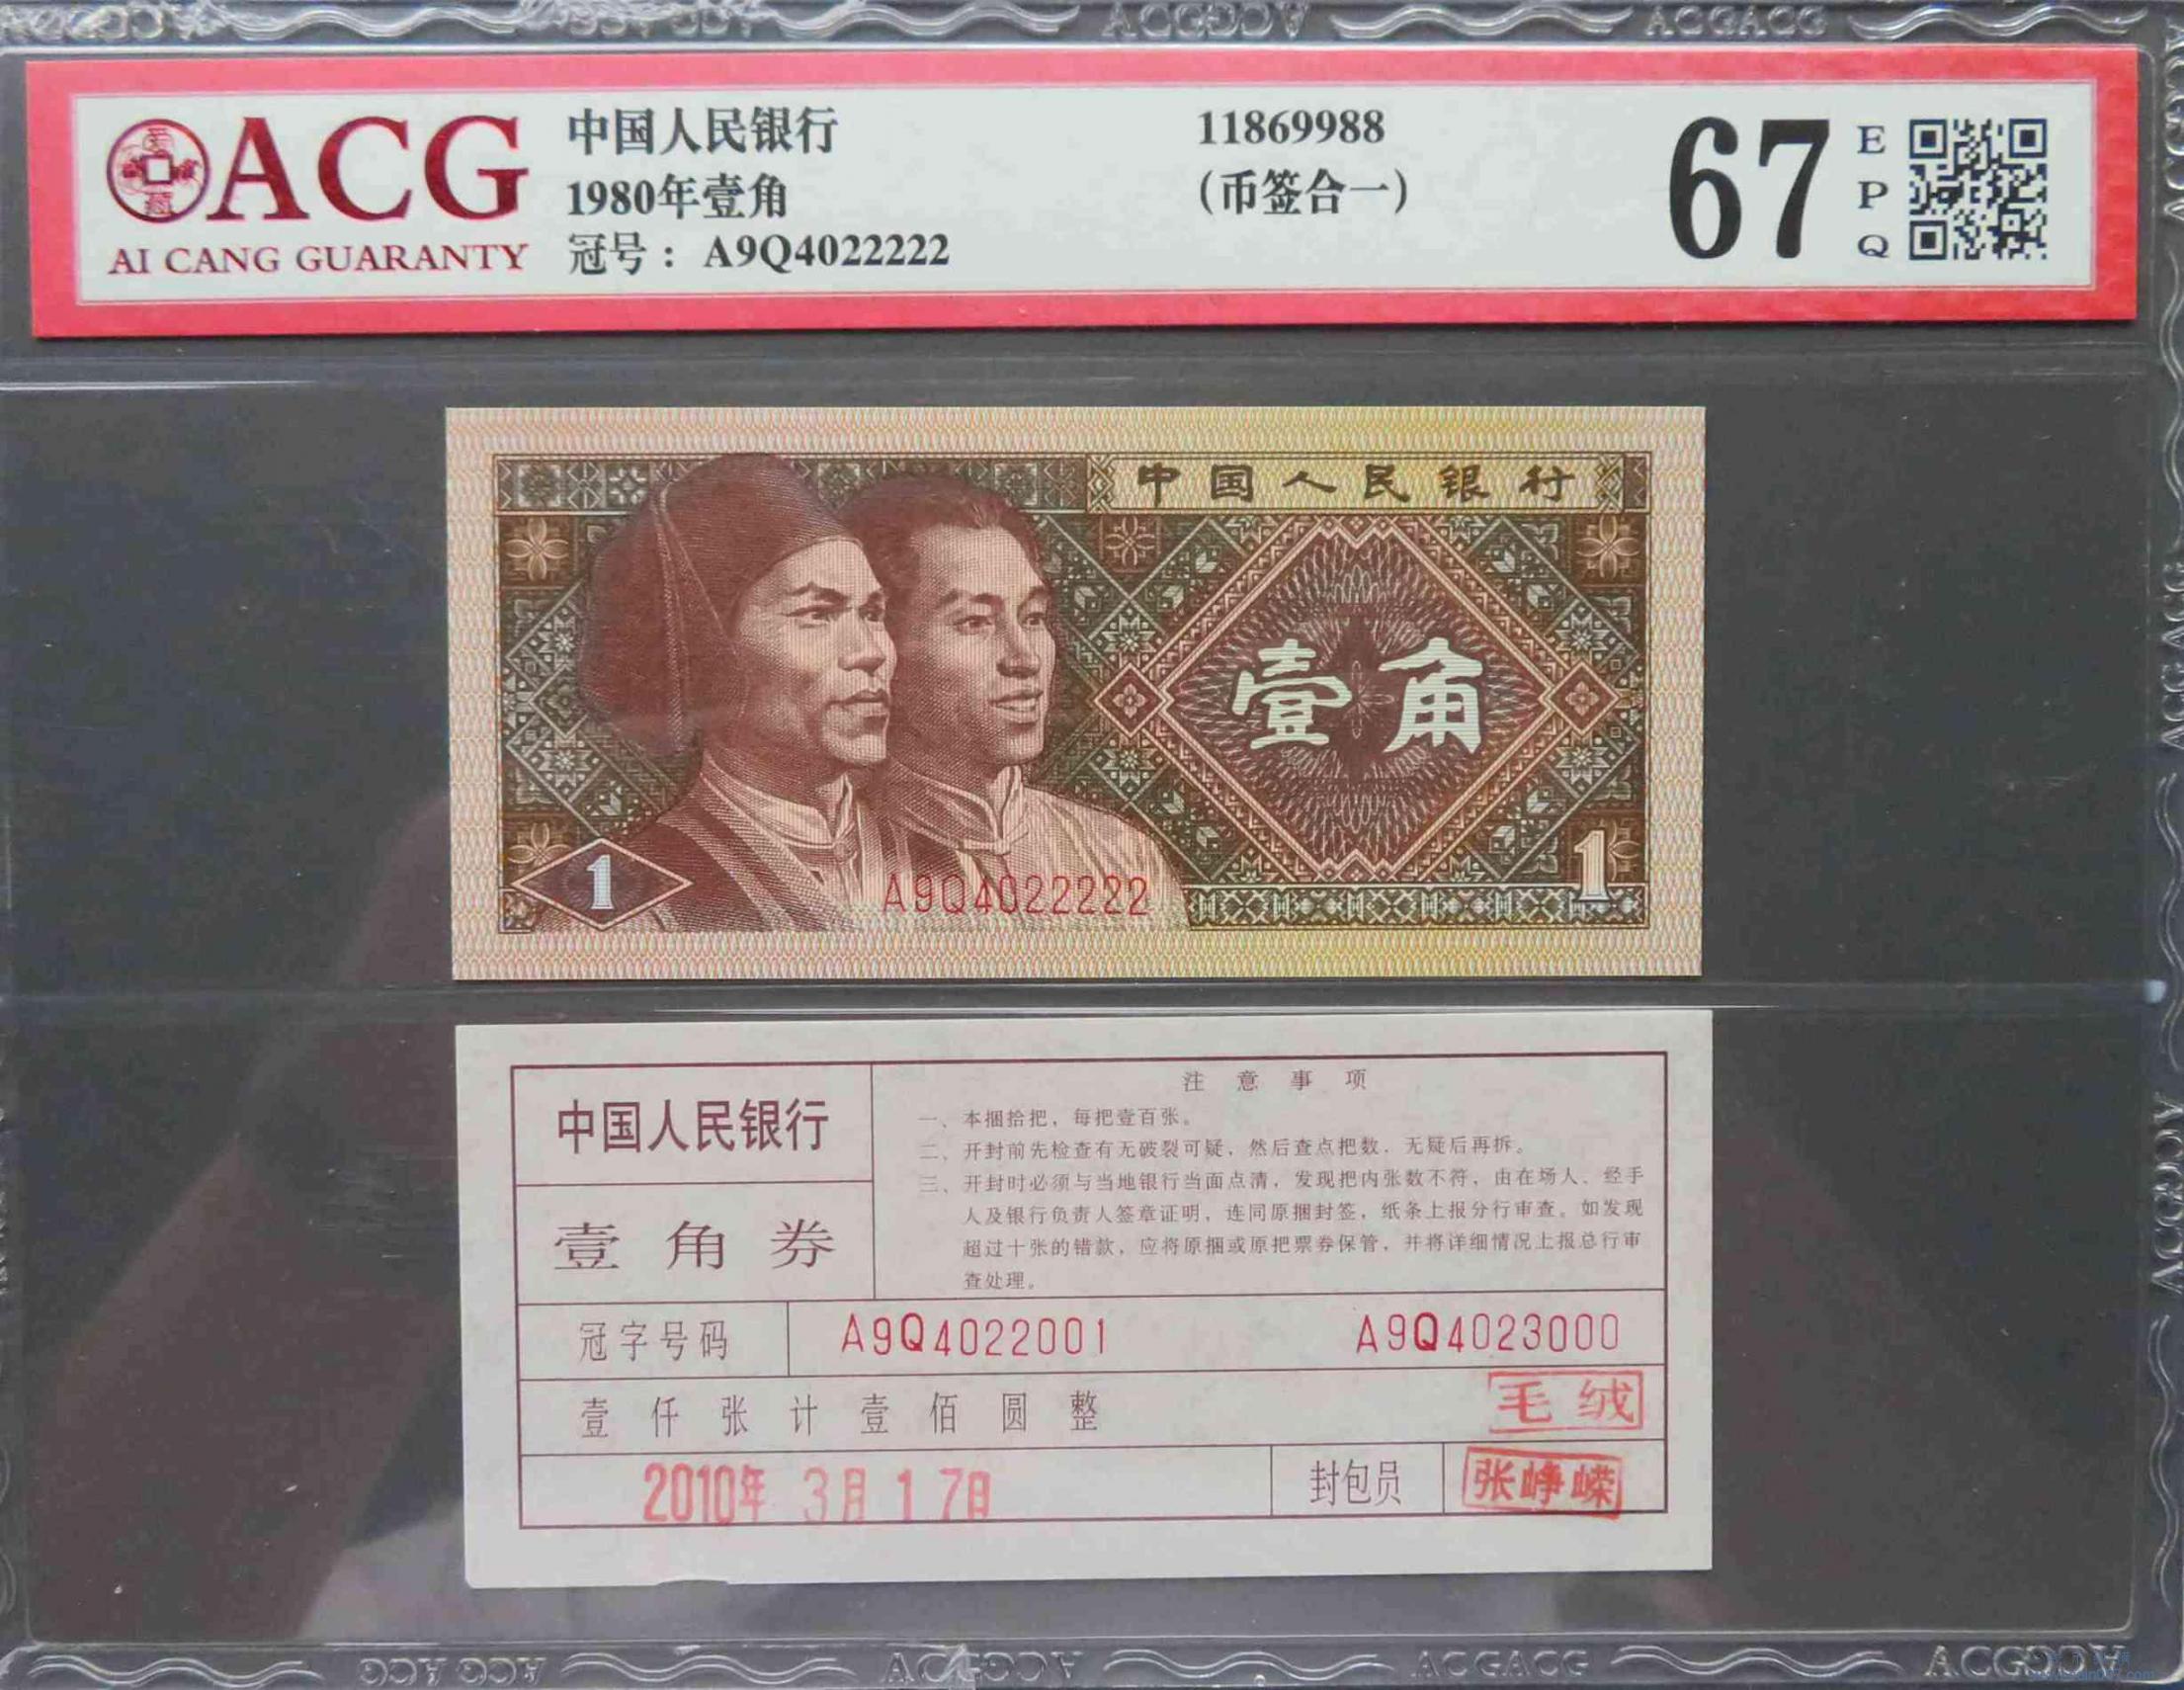 ACG
AI CANG GUARANTY
中国人民银行
1980年壹角
冠号： A9Q4022222
11869988
(币签合一)
67
E
P
Q
中国人民银行
壹角
1
1
A9Q4022222
中国人民银行
壹角券
注意事项
一、本捆拾把，每把壹百张。
二、开封前先检查有无破裂可疑，然后查点把数，无疑后再拆。
三、开封时必须与当地银行当面点清，发现把内张数不符，由在场人、经手
人及银行负责人签章证明，连同原捆封签，纸条上报分行审查。如发现
超过十张的错款，应将原捆或原把票券保管，并将详细情况上报总行审
查处理。
冠字号码
A9Q4022001
A9Q4023000
壹仟张计壹佰圆整
毛绒
2010年 3月17日
封包员
张峥嵘